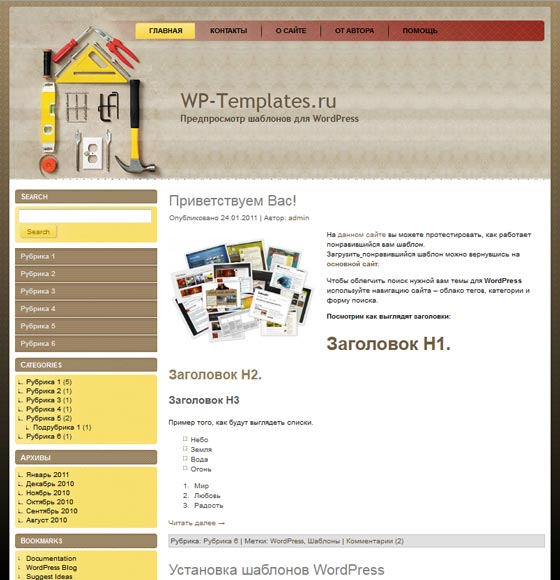 ГЛАВНАЯ
КОНТАКТЫ
О САЙТЕ
ОТ АВТОРА
ПОМОЩЬ
WP-Templates.ru
Предпросмотр шаблонов для WordPress
SEARCH
Search
Рубрика 1
Рубрика 2
Рубрика 3
Рубрика 4
Рубрика 5
Рубрика 6
CATEGORIES
Рубрика 1 (5)
Рубрика 2 (1)
Рубрика 3 (1)
Рубрика 4 (1)
Рубрика 5 (2)
Подрубрика 1 (1)
Рубрика 6 (1)
АРХИВЫ
Январь 2011
Декабрь 2010
Ноябрь 2010
Октябрь 2010
Сентябрь 2010
Август 2010
BOOKMARKS
Documentation
WordPress Blog
Suggest Ideas
Приветствуем Вас!
Опубликовано 24.01.2011 | Автор: admin
На данном сайте вы можете протестировать, как работает
понравившийся вам шаблон.
Загрузить понравившийся шаблон можно вернувшись на
основной сайт.
Чтобы облегчить поиск нужной вам темы для WordPress
используйте навигацию сайта – облако тегов, категории и
форму поиска.
Посмотрим как выглядят заголовки:
Заголовок H1.
Заголовок H2.
Заголовок H3
Пример того, как будут выглядеть списки.
Небо
Земля
Вода
Огонь
1. Мир
2. Любовь
3. Радость
Читать далее →
Рубрика: Рубрика 6 | Метки: WordPress, Шаблоны | Комментарии (2)
Установка шаблонов WordPress